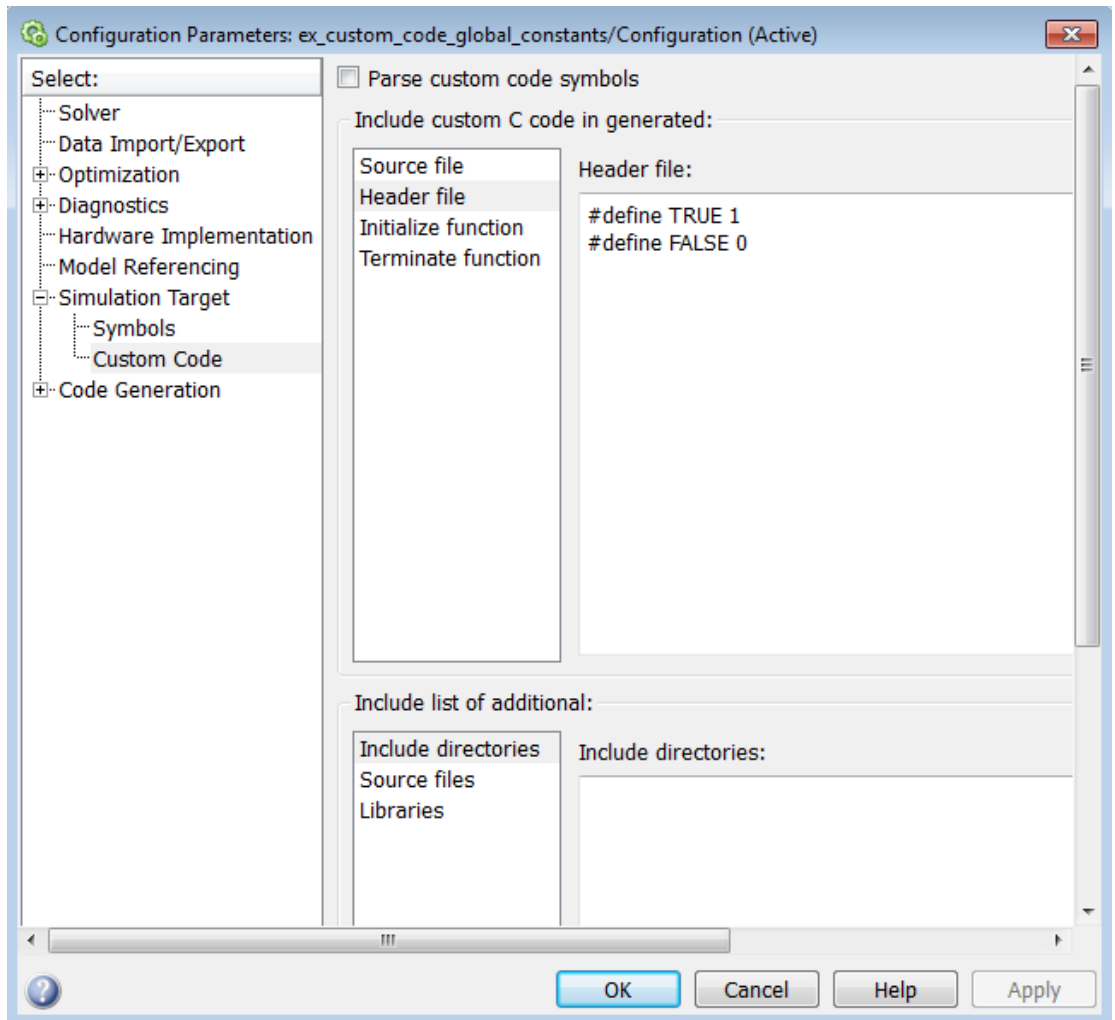 Configuration Parameters: ex_custom_code_global_constants/Configuration (Active)
Select:
Solver
Data Import/Export
Optimization
Diagnostics
Hardware Implementation
Model Referencing
Simulation Target
Symbols
Custom Code
Code Generation
Parse custom code symbols
Include custom C code in generated:
Source file
Header file
Initialize function
Terminate function
Header file:
#define TRUE 1
#define FALSE 0
Include list of additional:
Include directories
Source files
Libraries
Include directories:
OK
Cancel
Help
Apply